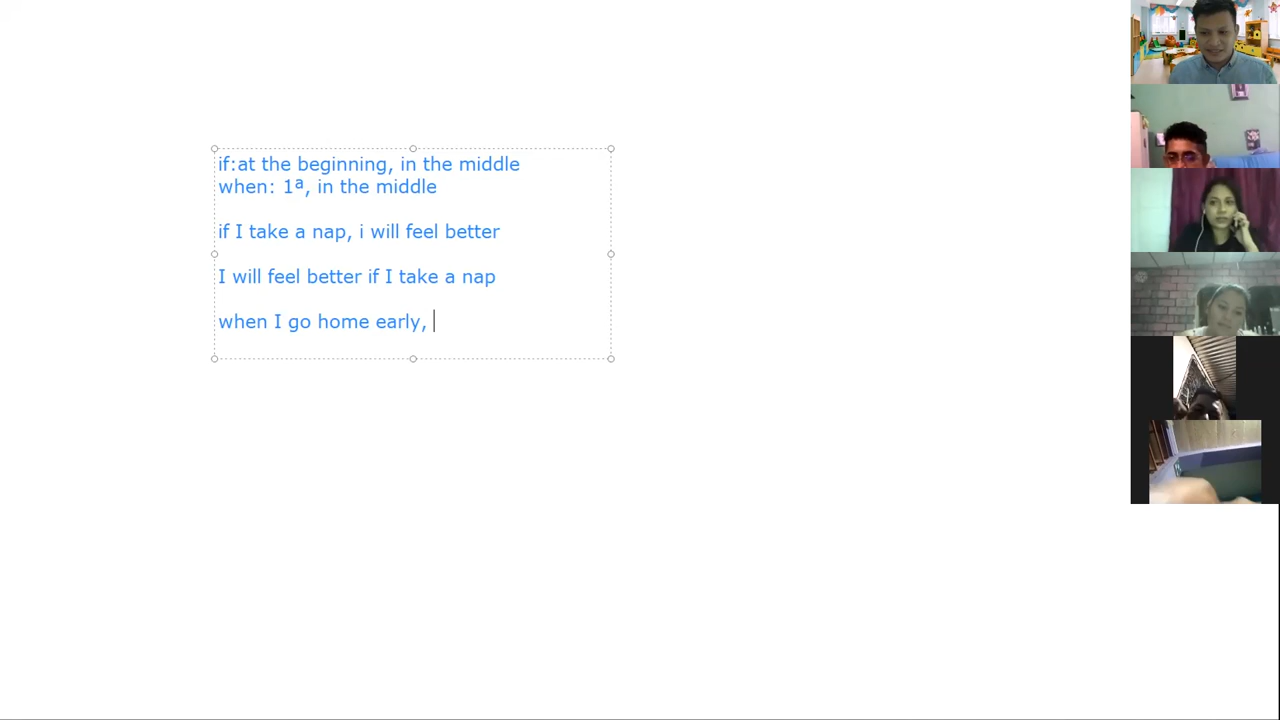 if:at the beginning, in the middle
when: 1ª, in the middle
if I take a nap, i will feel better
I will feel better if I take a nap
when I go home early,